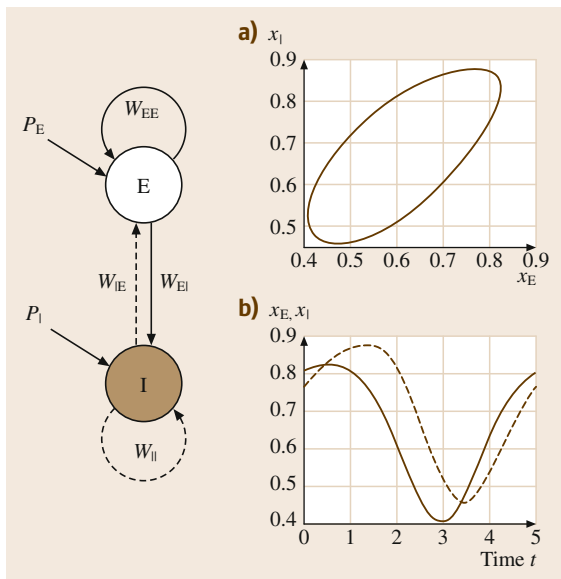 W_EE
P_E
E
W_IE
W_EI
P_I
I
W_II
a) x_I
0.9
0.8
0.7
0.6
0.5
0.4 0.5 0.6 0.7 0.8 0.9
x_E
b) x_E, x_I
0.9
0.8
0.7
0.6
0.5
0.4
0 1 2 3 4 5
Time t